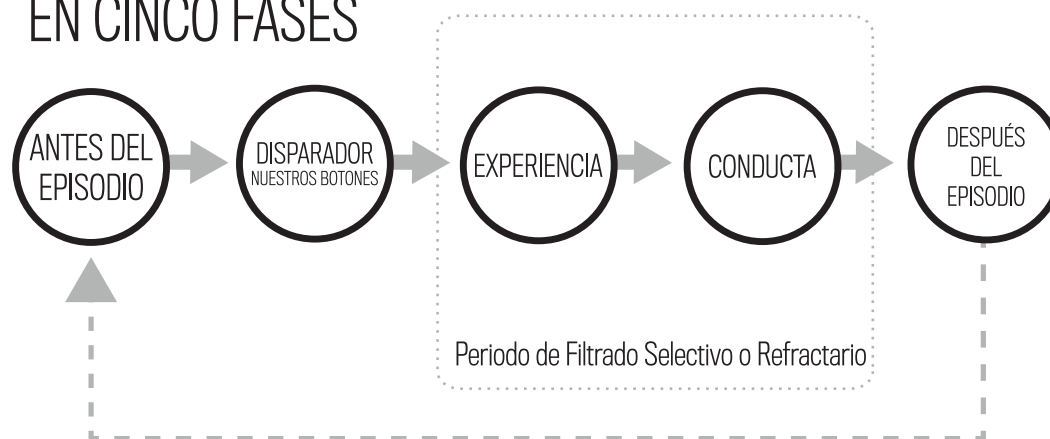 EN CINCO FASES
ANTES DEL
EPISODIO
DISPARADOR
NUESTROS BOTONES
EXPERIENCIA
CONDUCTA
DESPUÉS
DEL
EPISODIO
Periodo de Filtrado Selectivo o Refractario